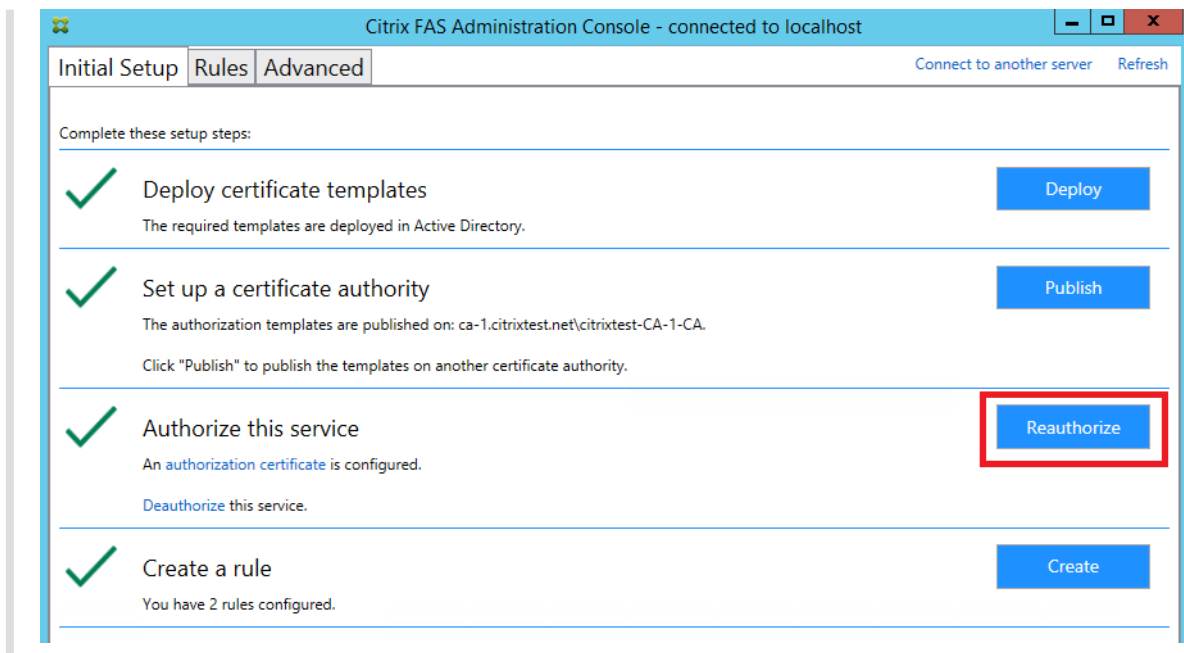 Citrix FAS Administration Console - connected to localhost
Initial Setup Rules Advanced Connect to another server Refresh
Complete these setup steps:
Deploy certificate templates Deploy
The required templates are deployed in Active Directory.
Set up a certificate authority Publish
The authorization templates are published on: ca-1.citrixtest.net\citrixtest-CA-1-CA.
Click "Publish" to publish the templates on another certificate authority.
Authorize this service Reauthorize
An authorization certificate is configured.
Deauthorize this service.
Create a rule Create
You have 2 rules configured.